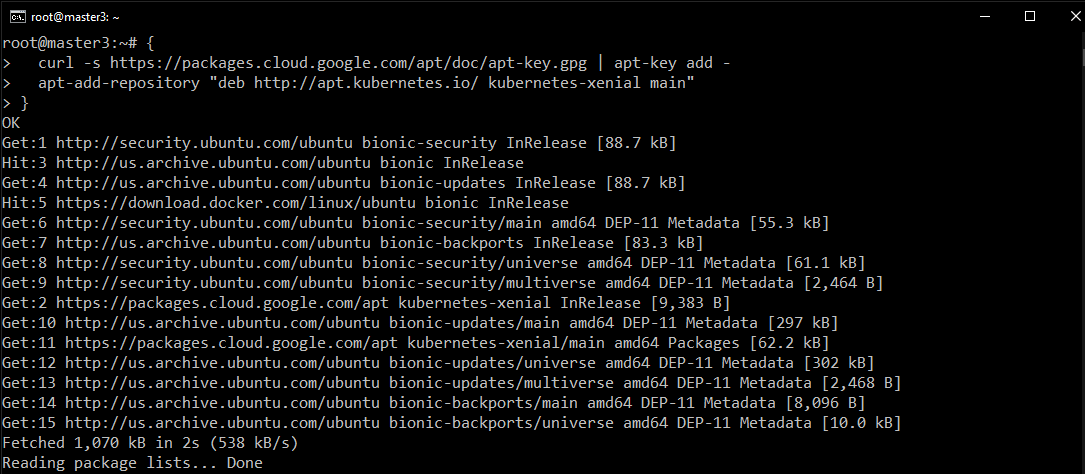 root@master3: ~
root@master3:~# {
>   curl -s https://packages.cloud.google.com/apt/doc/apt-key.gpg | apt-key add -
>   apt-add-repository "deb http://apt.kubernetes.io/ kubernetes-xenial main"
> }
OK
Get:1 http://security.ubuntu.com/ubuntu bionic-security InRelease [88.7 kB]
Hit:3 http://us.archive.ubuntu.com/ubuntu bionic InRelease
Get:4 http://us.archive.ubuntu.com/ubuntu bionic-updates InRelease [88.7 kB]
Hit:5 https://download.docker.com/linux/ubuntu bionic InRelease
Get:6 http://security.ubuntu.com/ubuntu bionic-security/main amd64 DEP-11 Metadata [55.3 kB]
Get:7 http://us.archive.ubuntu.com/ubuntu bionic-backports InRelease [83.3 kB]
Get:8 http://security.ubuntu.com/ubuntu bionic-security/universe amd64 DEP-11 Metadata [61.1 kB]
Get:9 http://security.ubuntu.com/ubuntu bionic-security/multiverse amd64 DEP-11 Metadata [2,464 B]
Get:2 https://packages.cloud.google.com/apt kubernetes-xenial InRelease [9,383 B]
Get:10 http://us.archive.ubuntu.com/ubuntu bionic-updates/main amd64 DEP-11 Metadata [297 kB]
Get:11 https://packages.cloud.google.com/apt kubernetes-xenial/main amd64 Packages [62.2 kB]
Get:12 http://us.archive.ubuntu.com/ubuntu bionic-updates/universe amd64 DEP-11 Metadata [302 kB]
Get:13 http://us.archive.ubuntu.com/ubuntu bionic-updates/multiverse amd64 DEP-11 Metadata [2,468 B]
Get:14 http://us.archive.ubuntu.com/ubuntu bionic-backports/main amd64 DEP-11 Metadata [8,096 B]
Get:15 http://us.archive.ubuntu.com/ubuntu bionic-backports/universe amd64 DEP-11 Metadata [10.0 kB]
Fetched 1,070 kB in 2s (538 kB/s)
Reading package lists... Done